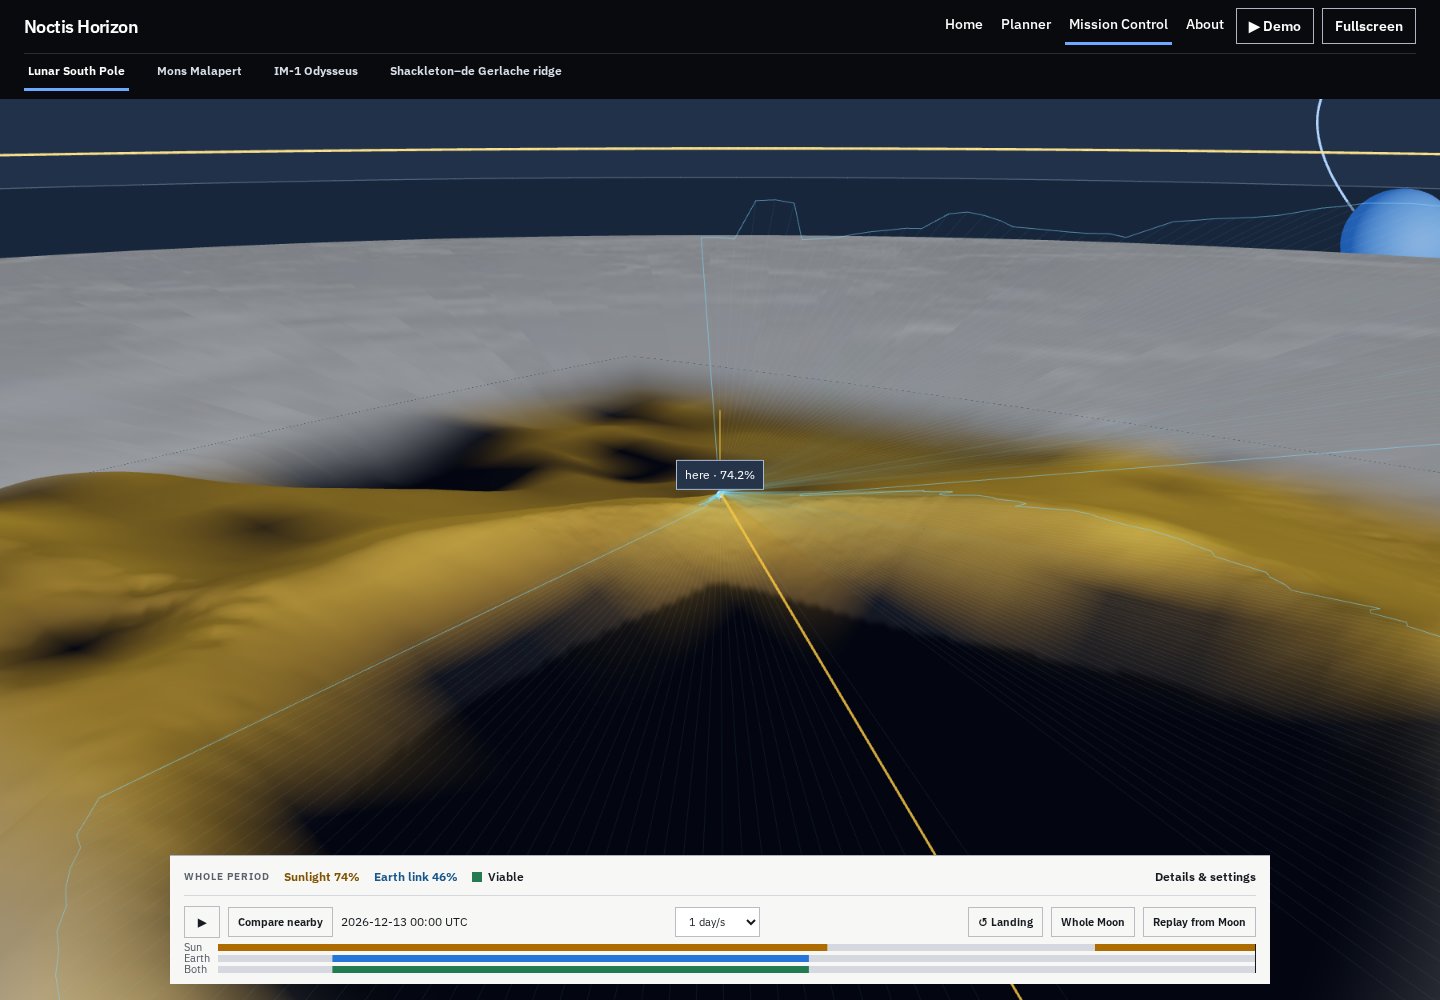 Noctis Horizon
Home Planner Mission Control About ▶ Demo Fullscreen
Lunar South Pole Mons Malapert IM-1 Odysseus Shackleton–de Gerlache ridge
here · 74.2%
WHOLE PERIOD Sunlight 74% Earth link 46% Viable Details & settings
▶ Compare nearby 2026-12-13 00:00 UTC 1 day/s ↺ Landing Whole Moon Replay from Moon
Sun
Earth
Both